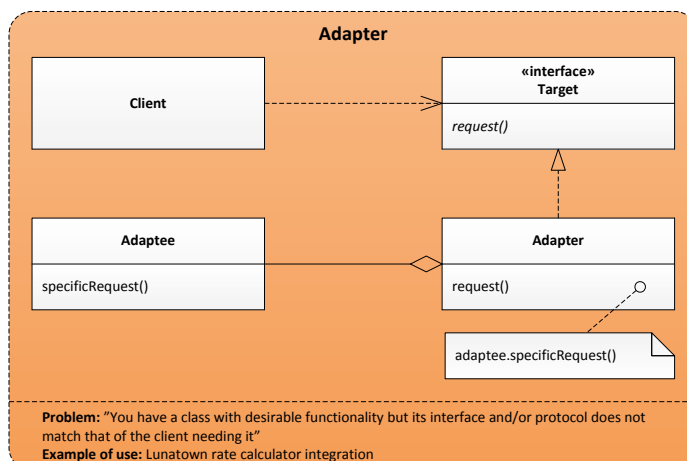 Adapter
Client
«interface»
Target
request()
Adaptee
specificRequest()
Adapter
request()
adaptee.specificRequest()
Problem: ”You have a class with desirable functionality but its interface and/or protocol does not
match that of the client needing it”
Example of use: Lunatown rate calculator integration